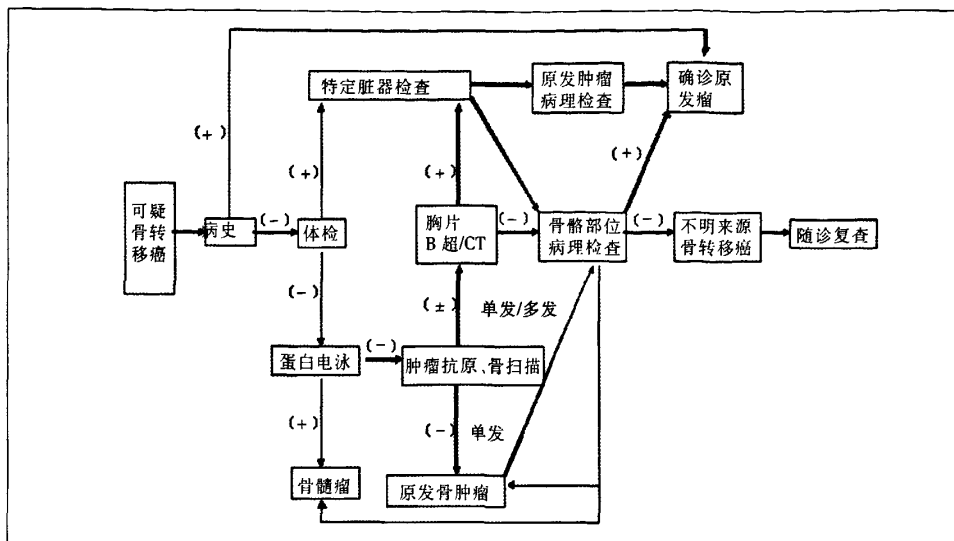 特定脏器检查
原发肿瘤
病理检查
确诊原
发瘤
(+)
(+)
(+)
(+)
可疑
骨转
移癌
病史
(-)
体检
胸片
B超/CT
(-)
骨骼部位
病理检查
(-)
不明来源
骨转移癌
随诊复查
(-)
(±)
单发/多发
蛋白电泳
(-)
肿瘤抗原、骨扫描
(+)
(-)
单发
骨髓瘤
原发骨肿瘤